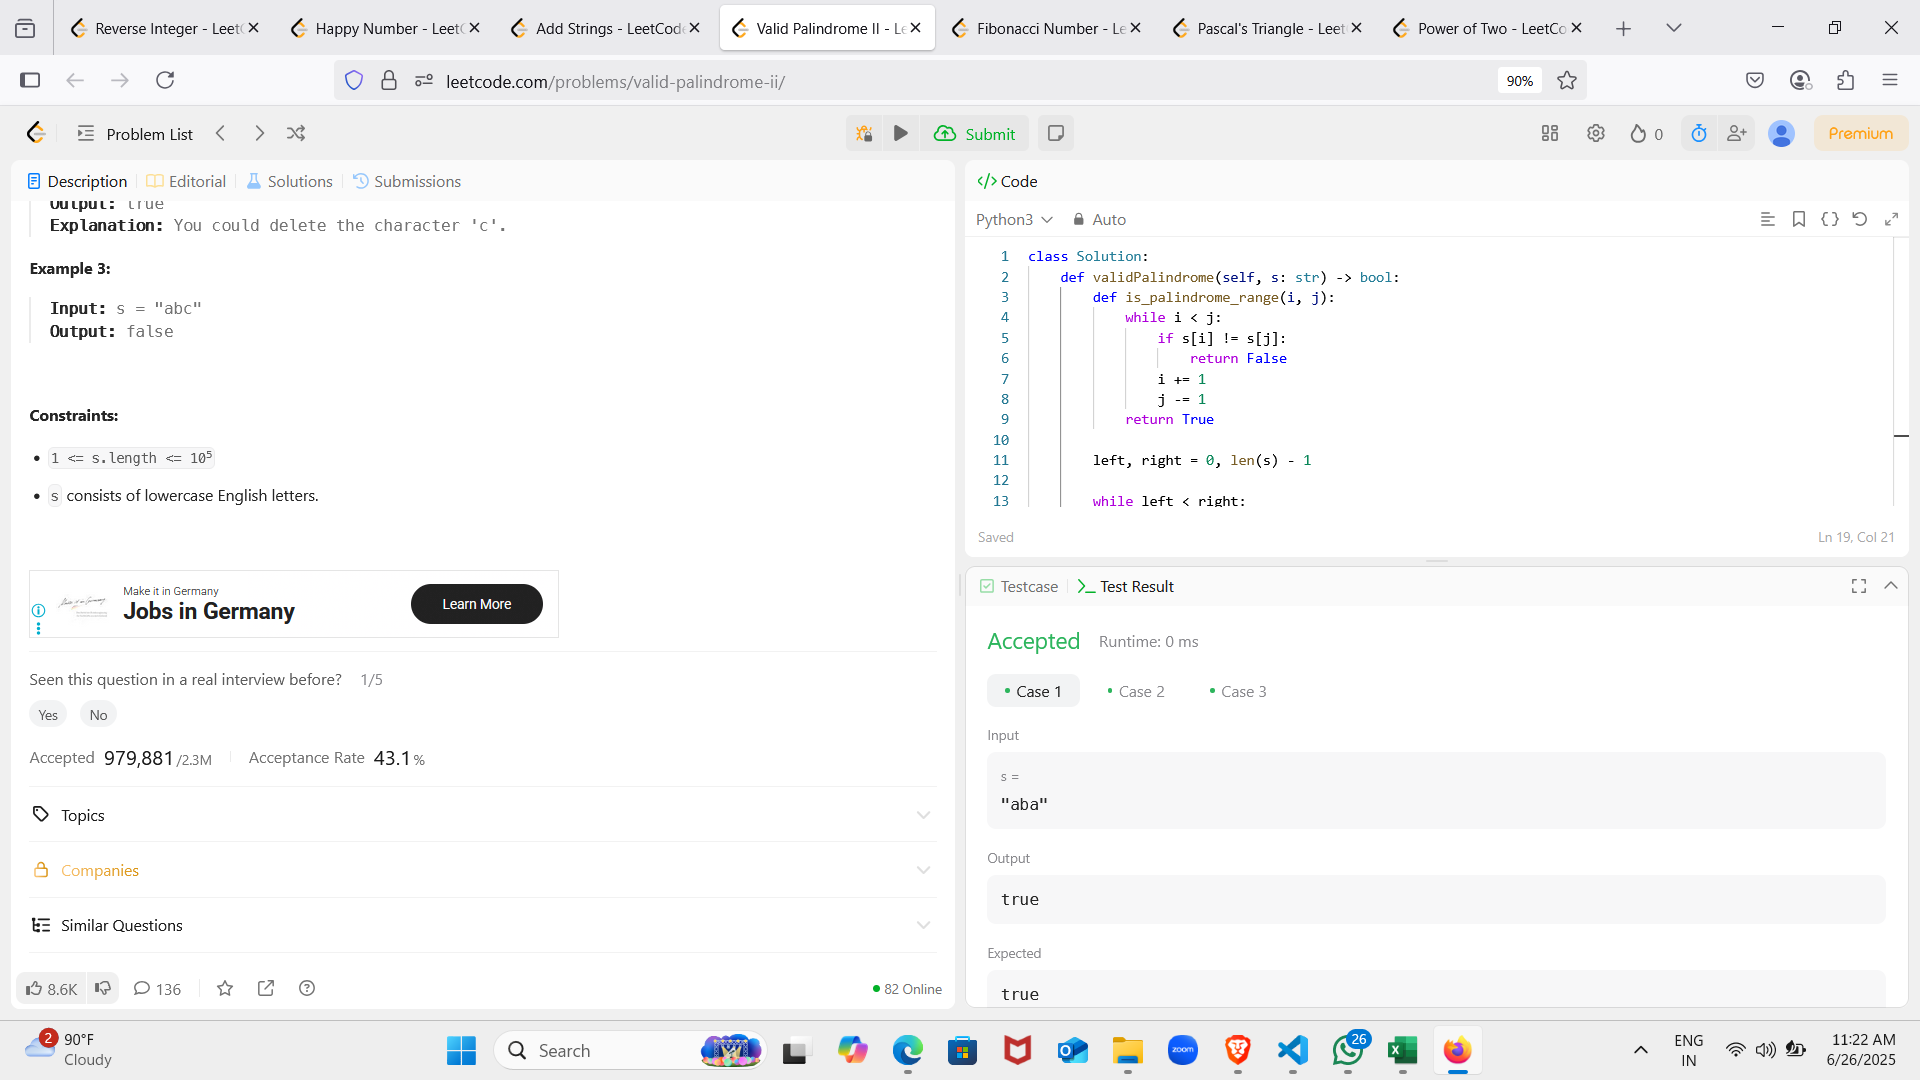 Reverse Integer - LeetC
Happy Number - LeetC
Add Strings - LeetCode
Valid Palindrome II - Le
Fibonacci Number - Le
Pascal's Triangle - Leet
Power of Two - LeetCo
leetcode.com/problems/valid-palindrome-ii/
90%
Problem List
Submit
0
Premium
Description
Editorial
Solutions
Submissions
Output: true
Explanation: You could delete the character 'c'.
Example 3:
Input: s = "abc"
Output: false
Constraints:
1 <= s.length <= 10⁵
s consists of lowercase English letters.
Make it in Germany
Jobs in Germany
Learn More
Seen this question in a real interview before? 1/5
Yes
No
Accepted 979,881/2.3M
Acceptance Rate 43.1%
Topics
Companies
Similar Questions
8.6K
136
82 Online
</> Code
Python3
Auto
1 class Solution:
2 def validPalindrome(self, s: str) -> bool:
3 def is_palindrome_range(i, j):
4 while i < j:
5 if s[i] != s[j]:
6 return False
7 i += 1
8 j -= 1
9 return True
10
11 left, right = 0, len(s) - 1
12
13 while left < right:
Saved
Ln 19, Col 21
Testcase
Test Result
Accepted
Runtime: 0 ms
Case 1
Case 2
Case 3
Input
s =
"aba"
Output
true
Expected
true
2
90°F
Cloudy
Search
zoom
26
ENG
IN
11:22 AM
6/26/2025